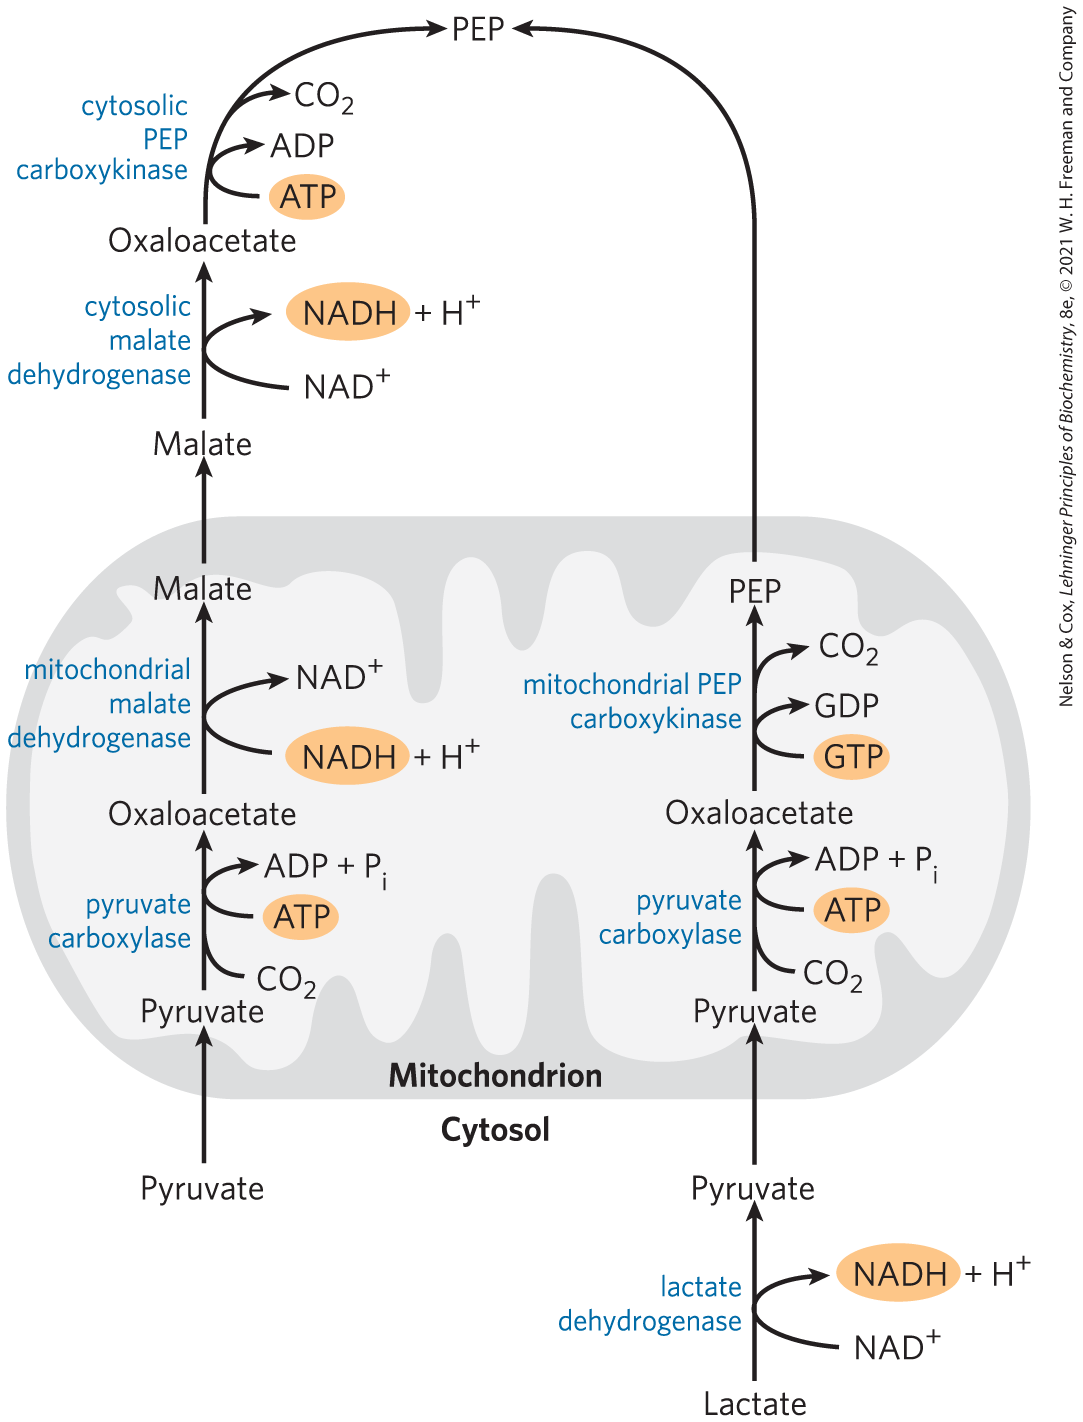 PEP
CO2
cytosolic
PEP
carboxykinase
ADP
ATP
Oxaloacetate
cytosolic
malate
dehydrogenase
NADH + H+
NAD+
Malate
Malate
mitochondrial
malate
dehydrogenase
NAD+
NADH + H+
Oxaloacetate
pyruvate
carboxylase
ADP + Pi
ATP
CO2
Pyruvate
Pyruvate
PEP
mitochondrial PEP
carboxykinase
CO2
GDP
GTP
Oxaloacetate
pyruvate
carboxylase
ADP + Pi
ATP
CO2
Pyruvate
Mitochondrion
Cytosol
Pyruvate
lactate
dehydrogenase
NADH + H+
NAD+
Lactate
Nelson & Cox, Lehninger Principles of Biochemistry, 8e, © 2021 W. H. Freeman and Company